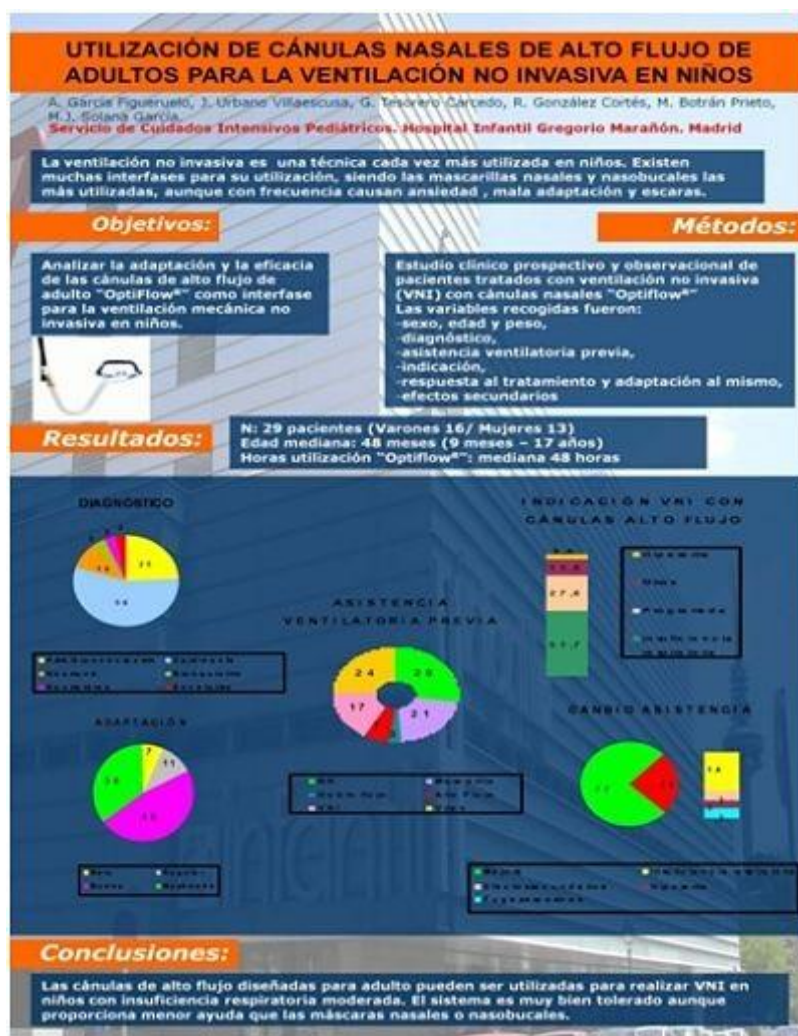 UTILIZACIÓN DE CÁNULAS NASALES DE ALTO FLUJO DE
ADULTOS PARA LA VENTILACIÓN NO INVASIVA EN NIÑOS
A. García Figueruelo, J. Urbano Villaescusa, G. Tesorero Carcedo, R. González Cortés, M. Botrán Prieto,
M.J. Solana García.
Servicio de Cuidados Intensivos Pediátricos. Hospital Infantil Gregorio Marañón. Madrid
La ventilación no invasiva es una técnica cada vez más utilizada en niños. Existen
muchas interfases para su utilización, siendo las mascarillas nasales y nasobucales las
más utilizadas, aunque con frecuencia causan ansiedad , mala adaptación y escaras.
Objetivos:
Analizar la adaptación y la eficacia
de las cánulas de alto flujo de
adulto "OptiFlow®" como interfase
para la ventilación mecánica no
invasiva en niños.
Métodos:
Estudio clínico prospectivo y observacional de
pacientes tratados con ventilación no invasiva
(VNI) con cánulas nasales "Optiflow®"
Las variables recogidas fueron:
-sexo, edad y peso,
-diagnóstico,
-asistencia ventilatoria previa,
-indicación,
-respuesta al tratamiento y adaptación al mismo,
-efectos secundarios
Resultados:
N: 29 pacientes (Varones 16/ Mujeres 13)
Edad mediana: 48 meses (9 meses – 17 años)
Horas utilización "Optiflow®": mediana 48 horas
DIAGNÓSTICO
INDICACIÓN VNI CON
CÁNULAS ALTO FLUJO
27,6
ASISTENCIA
VENTILATORIA PREVIA
24
21
17
ADAPTACIÓN
7
11
CAMBIO ASISTENCIA
Conclusiones:
Las cánulas de alto flujo diseñadas para adulto pueden ser utilizadas para realizar VNI en
niños con insuficiencia respiratoria moderada. El sistema es muy bien tolerado aunque
proporciona menor ayuda que las máscaras nasales o nasobucales.